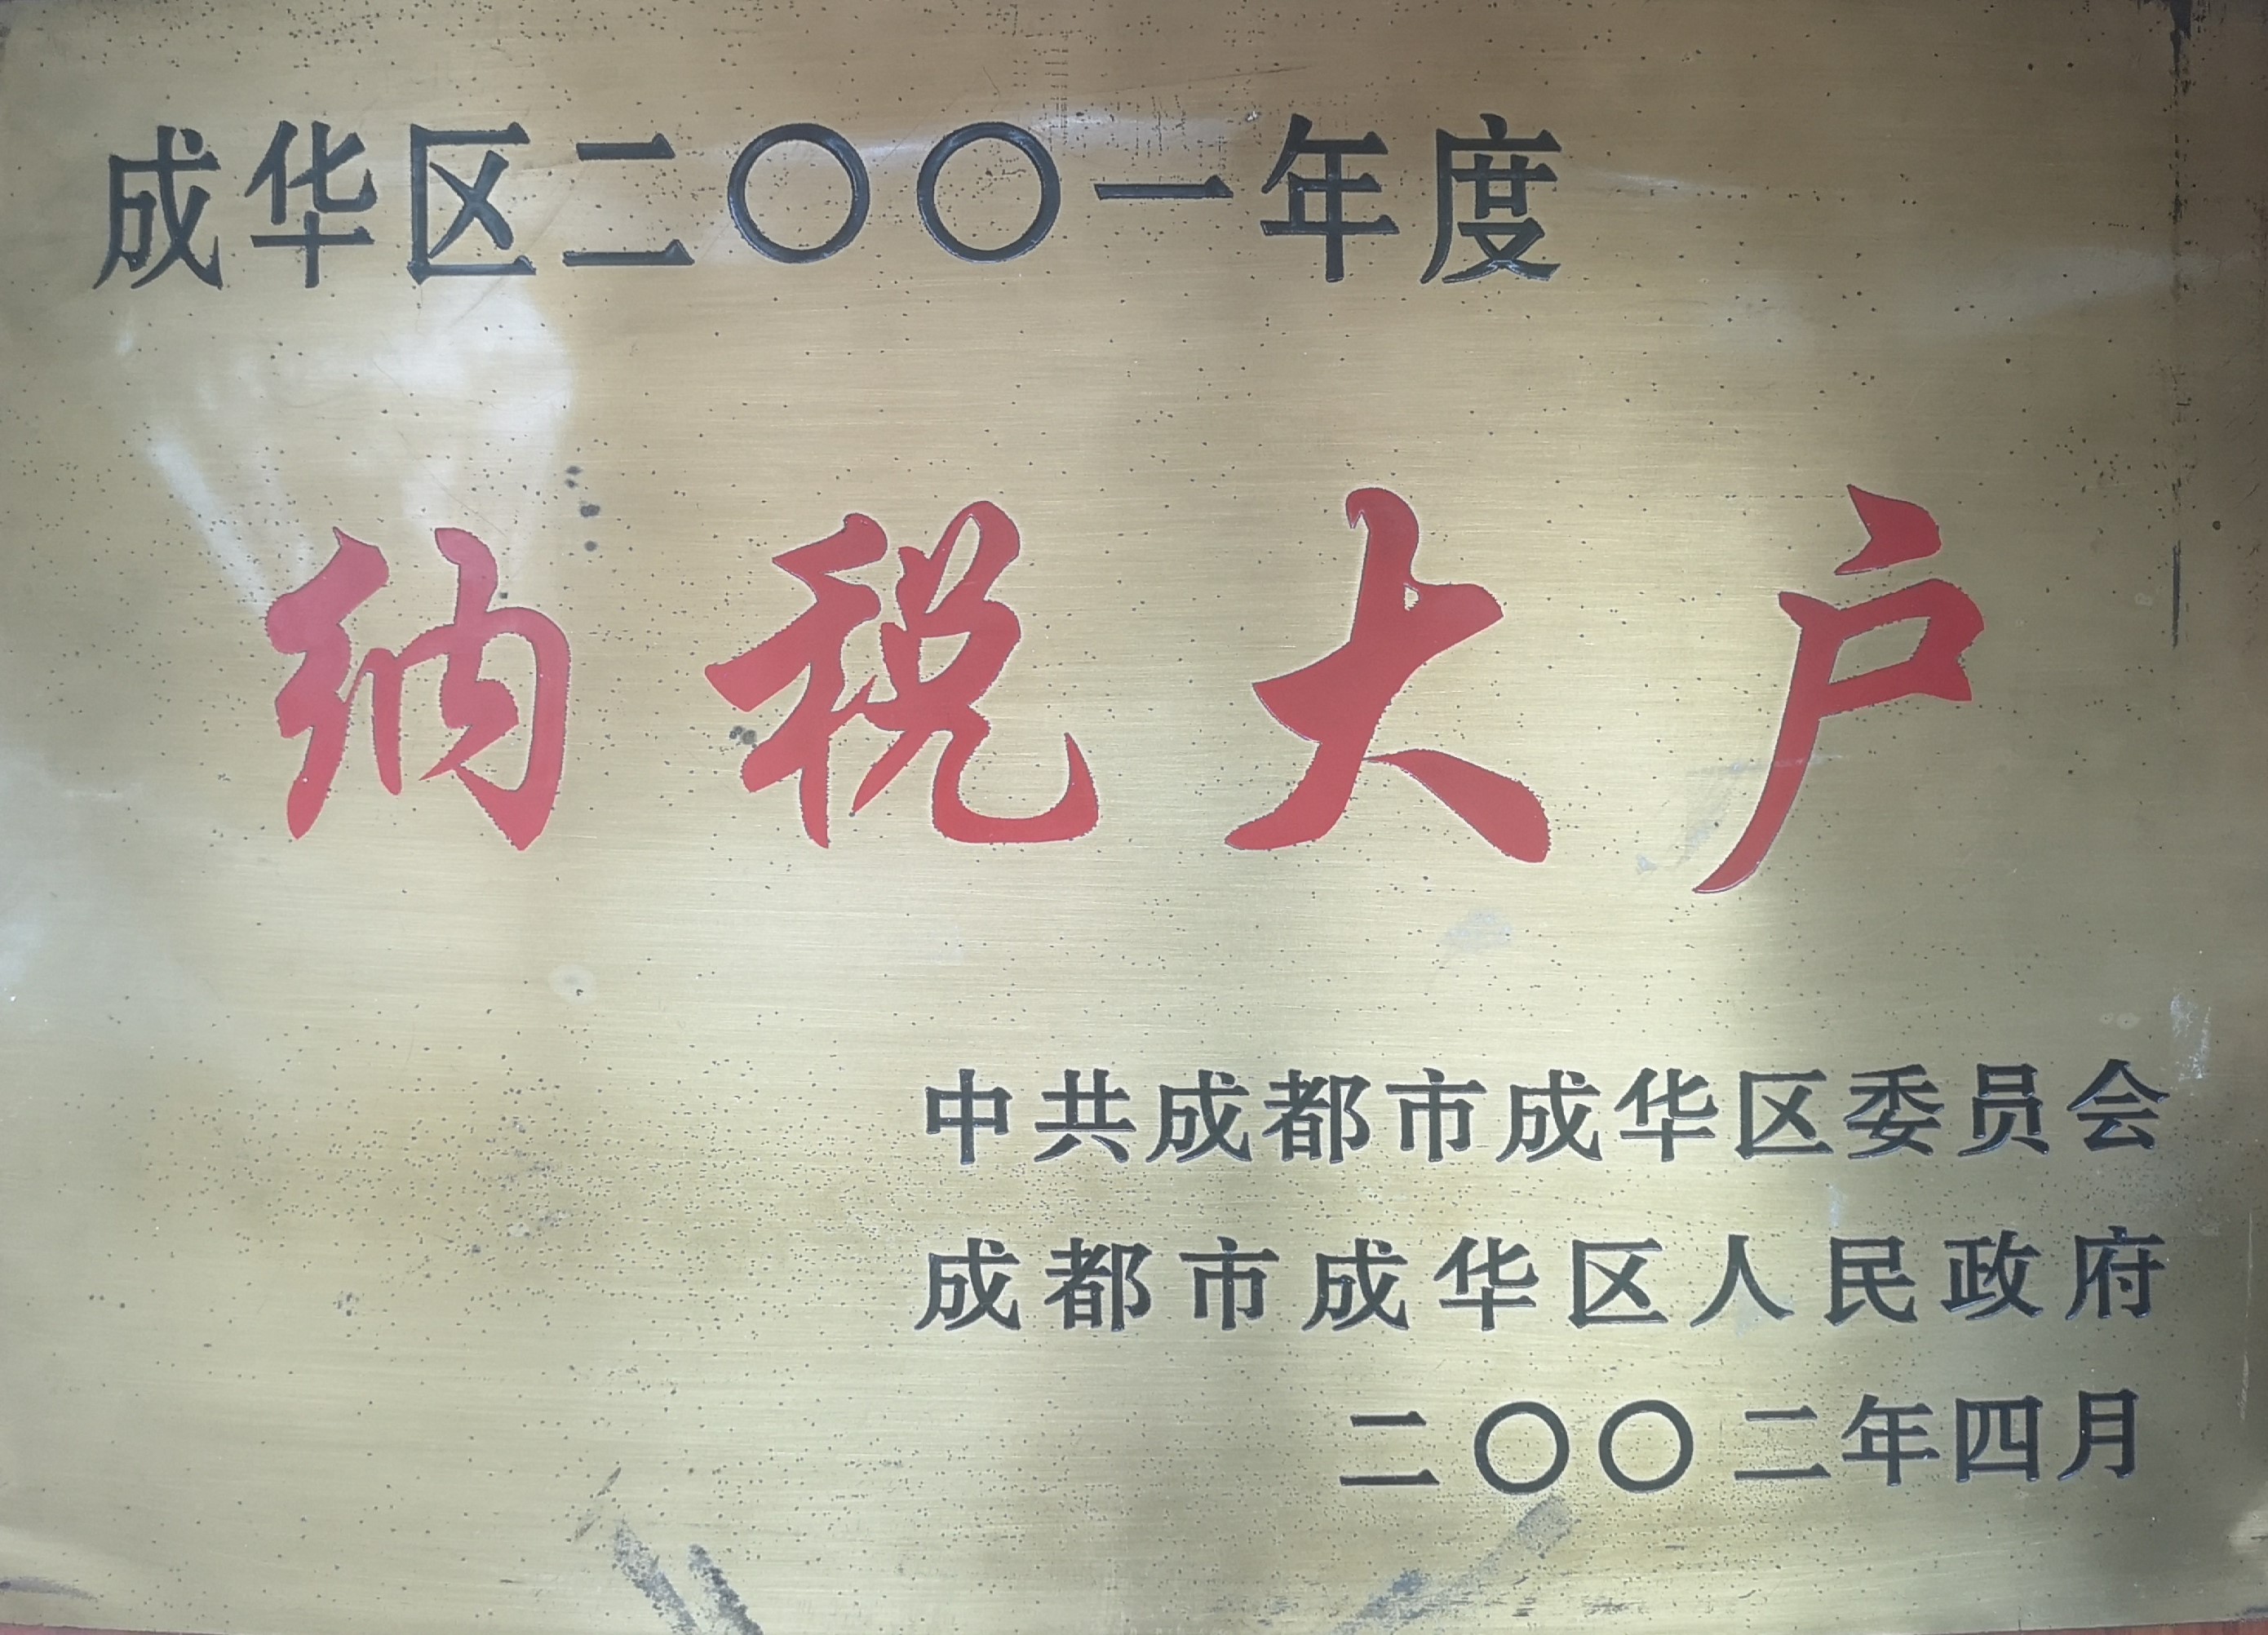 成华区二〇〇一年度
纳税大户
中共成都市成华区委员会
成都市成华区人民政府
二〇〇二年四月